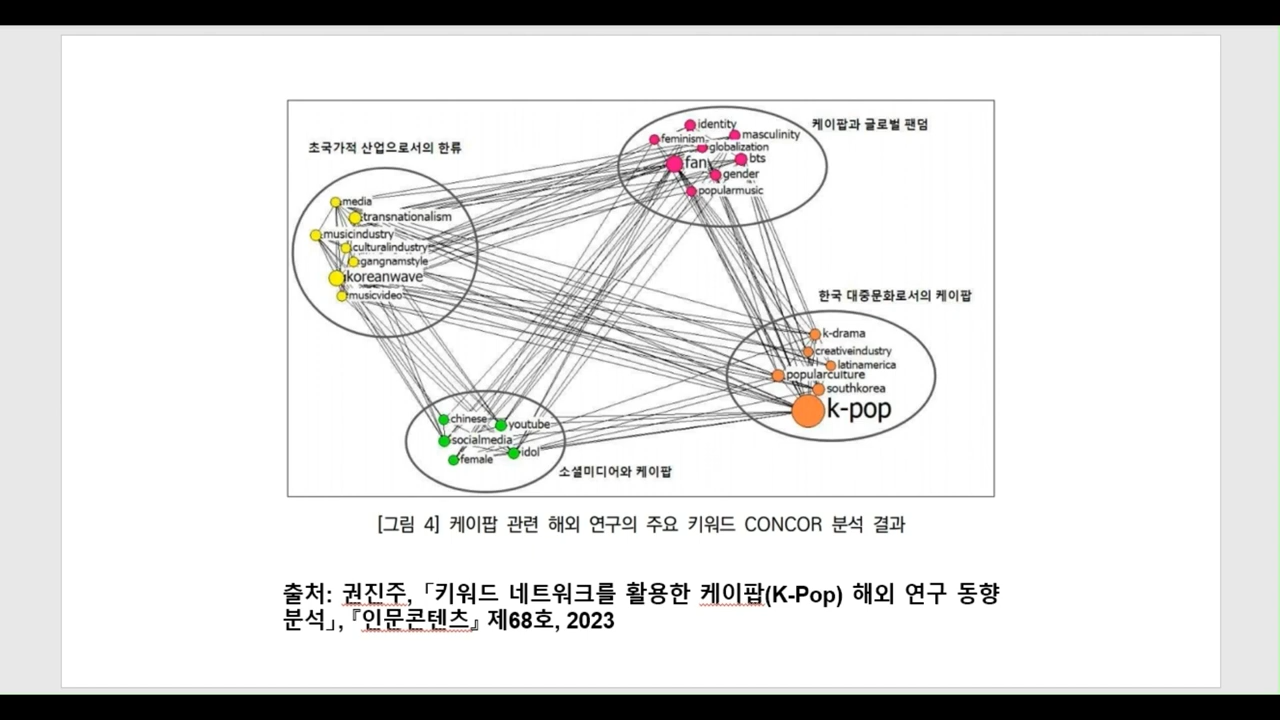 케이팝과 글로벌 팬덤
identity
feminism
masculinity
globalization
fan
bts
gender
popularmusic
초국가적 산업으로서의 한류
media
transnationalism
musicindustry
culturalindustry
gangnamstyle
koreanwave
musicvideo
한국 대중문화로서의 케이팝
k-drama
creativeindustry
latinamerica
popularculture
southkorea
k-pop
chinese
youtube
socialmedia
idol
female
소셜미디어와 케이팝
[그림 4] 케이팝 관련 해외 연구의 주요 키워드 CONCOR 분석 결과
출처: 권진주, 「키워드 네트워크를 활용한 케이팝(K-Pop) 해외 연구 동향
분석」, 『인문콘텐츠』 제68호, 2023